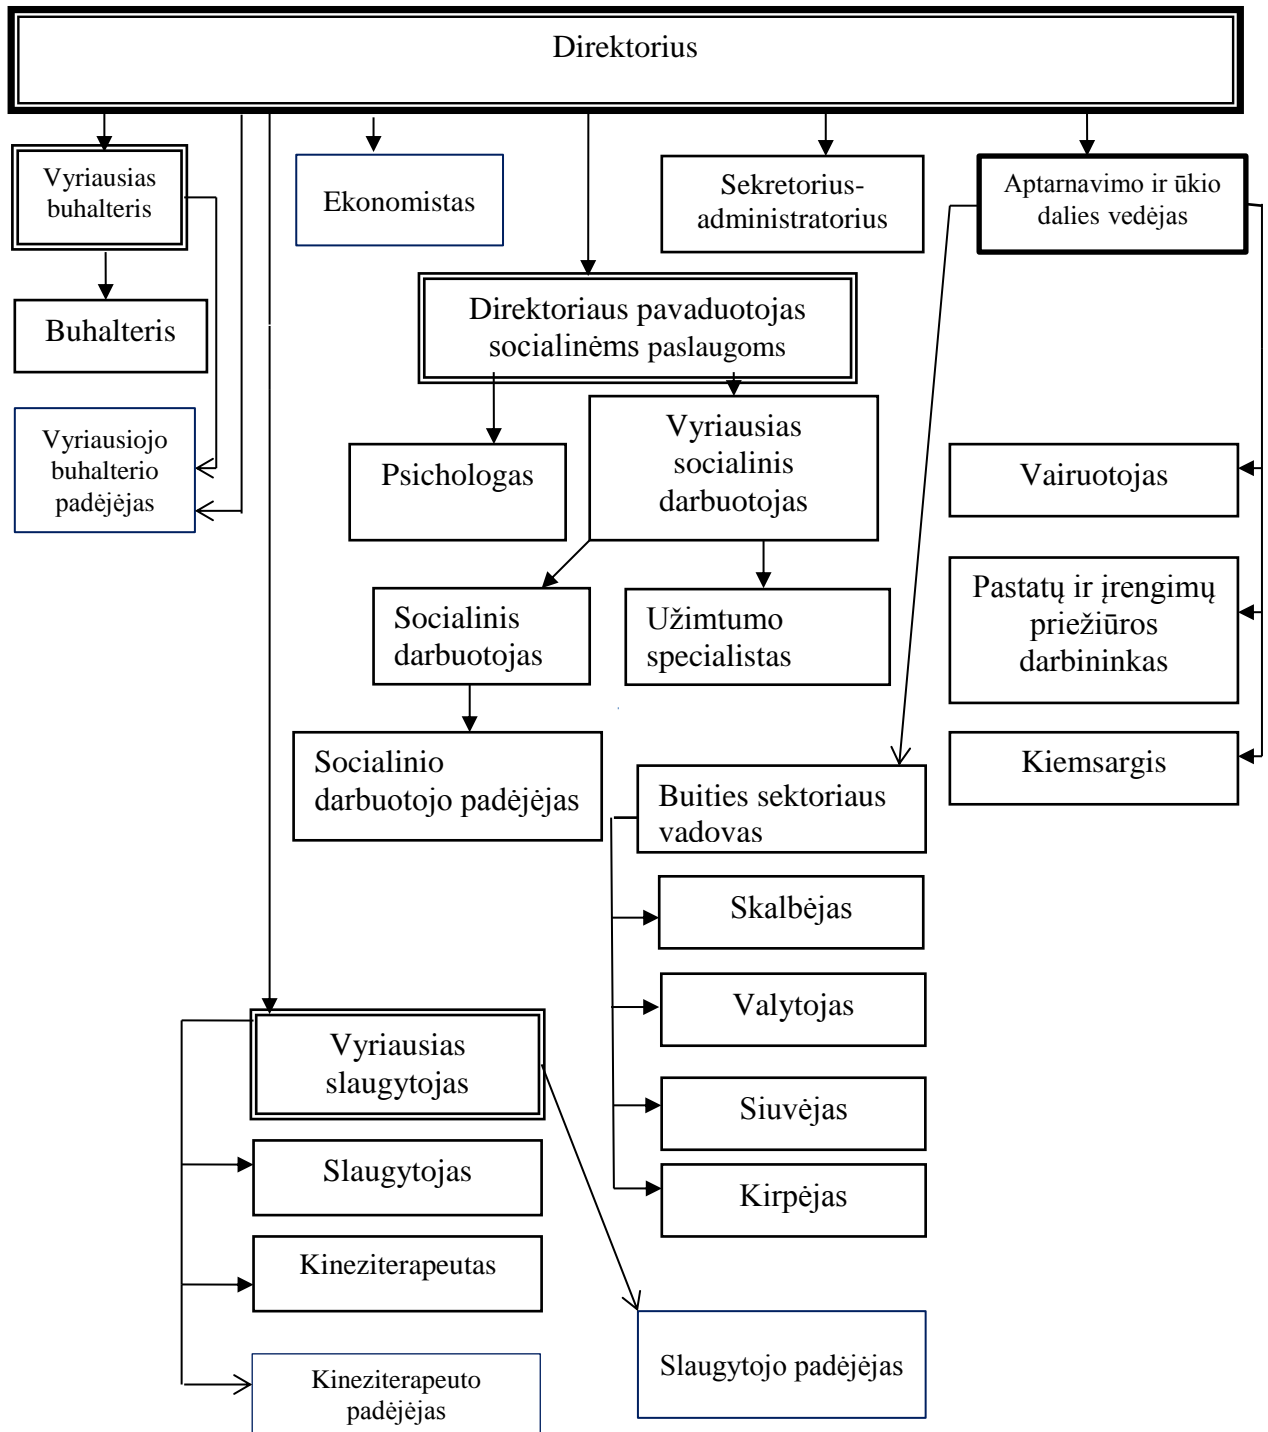 Direktorius
Vyriausias
buhalteris
Ekonomistas
Sekretorius-
administratorius
Aptarnavimo ir ūkio
dalies vedėjas
Buhalteris
Direktoriaus pavaduotojas
socialinėms paslaugoms
Vyriausiojo
buhalterio
padėjėjas
Psichologas
Vyriausias
socialinis
darbuotojas
Vairuotojas
Socialinis
darbuotojas
Užimtumo
specialistas
Pastatų ir įrengimų
priežiūros
darbininkas
Socialinio
darbuotojo padėjėjas
Buities sektoriaus
vadovas
Kiemsargis
Skalbėjas
Valytojas
Vyriausias
slaugytojas
Siuvėjas
Slaugytojas
Kirpėjas
Kineziterapeutas
Slaugytojo padėjėjas
Kineziterapeuto
padėjėjas